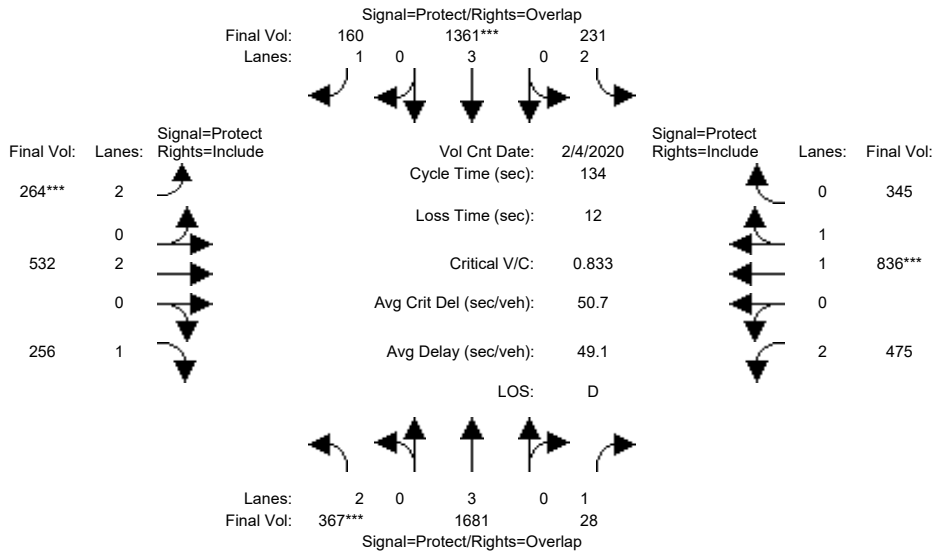 Signal=Protect/Rights=Overlap
Final Vol: 160 1361*** 231
Lanes: 1 0 3 0 2
Signal=Protect Signal=Protect
Final Vol: Lanes: Rights=Include Vol Cnt Date: 2/4/2020 Rights=Include Lanes: Final Vol:
Cycle Time (sec): 134
264*** 2 0 345
Loss Time (sec): 12
0 1
532 2 Critical V/C: 0.833 1 836***
0 Avg Crit Del (sec/veh): 50.7 0
256 1 Avg Delay (sec/veh): 49.1 2 475
LOS: D
Lanes: 2 0 3 0 1
Final Vol: 367*** 1681 28
Signal=Protect/Rights=Overlap